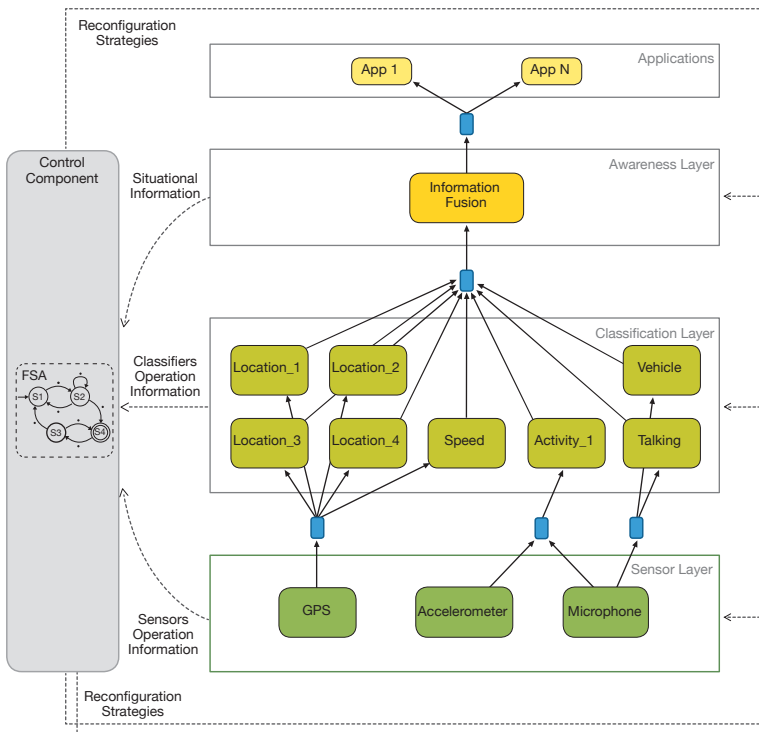 Reconfiguration
Strategies
Applications
App 1
App N
Control
Component
Situational
Information
Awareness Layer
Information
Fusion
Classification Layer
Classifiers
Operation
Information
FSA
S1
S2
S3
S4
Location_1
Location_2
Vehicle
Location_3
Location_4
Speed
Activity_1
Talking
Sensor Layer
Sensors
Operation
Information
GPS
Accelerometer
Microphone
Reconfiguration
Strategies